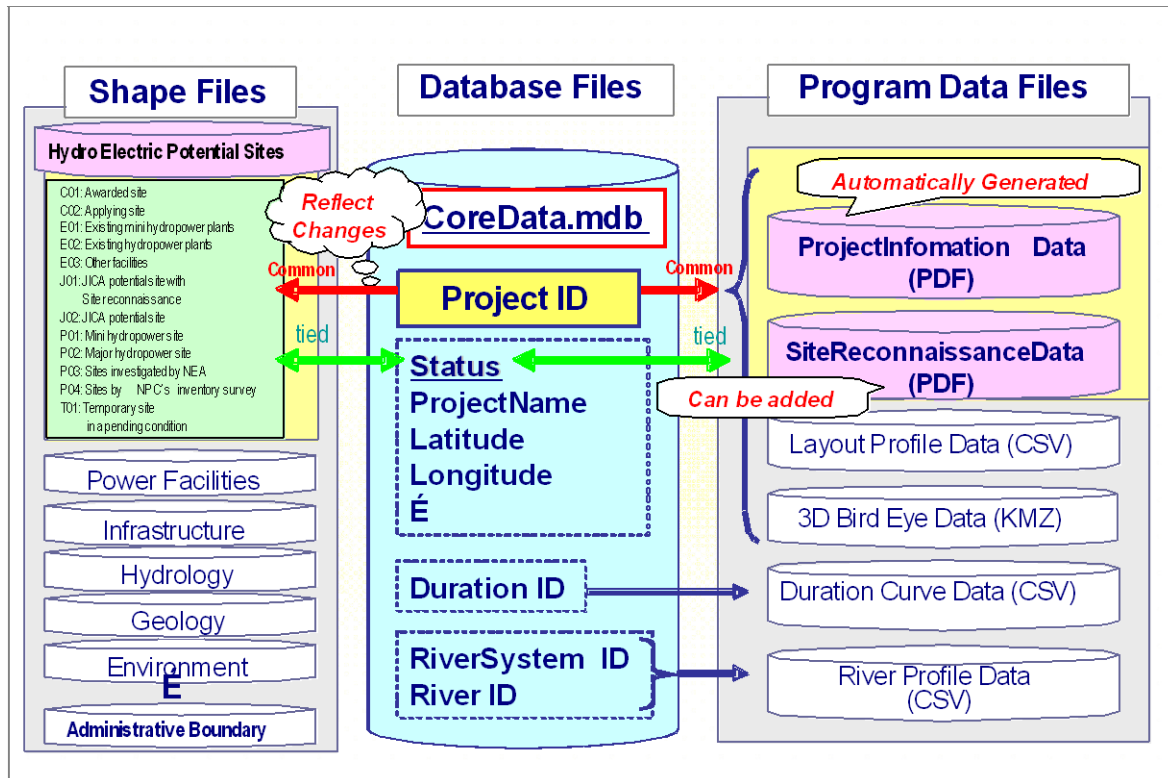 Shape Files
Hydro Electric Potential Sites
C01: Awarded site
C02: Applying site
E01: Existing mini hydropower plants
E02: Existing hydropower plants
E03: Other facilities
J01: JICA potential site with
Site reconnaissance
J02: JICA potential site
P01: Mini hydropower site
P02: Major hydropower site
P03: Sites investigated by NEA
P04: Sites by NPC's inventory survey
T01: Temporary site
in a pending condition
Power Facilities
Infrastructure
Hydrology
Geology
Environment
É
Administrative Boundary
Reflect
Changes
Common
tied
Database Files
CoreData.mdb
Project ID
Status
ProjectName
Latitude
Longitude
É
Duration ID
RiverSystem ID
River ID
Common
tied
Program Data Files
Automatically Generated
ProjectInfomation Data
(PDF)
SiteReconnaissanceData
(PDF)
Can be added
Layout Profile Data (CSV)
3D Bird Eye Data (KMZ)
Duration Curve Data (CSV)
River Profile Data
(CSV)